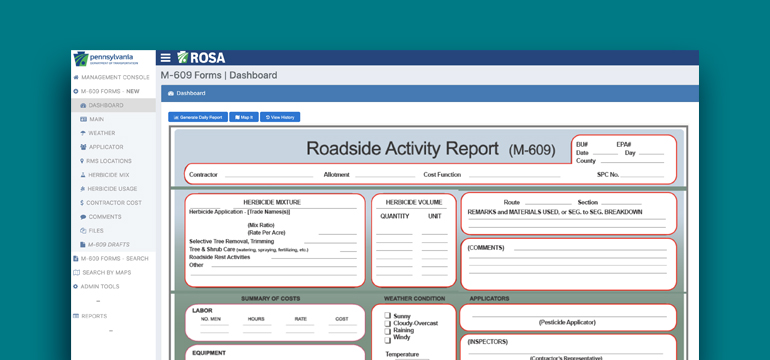 pennsylvania
DEPARTMENT OF TRANSPORTATION
ROSA
M-609 Forms | Dashboard
Dashboard
MANAGEMENT CONSOLE
M-609 FORMS - NEW
DASHBOARD
MAIN
WEATHER
APPLICATOR
RMS LOCATIONS
HERBICIDE MIX
HERBICIDE USAGE
CONTRACTOR COST
COMMENTS
FILES
M-609 DRAFTS
M-609 FORMS - SEARCH
SEARCH BY MAPS
ADMIN TOOLS
REPORTS
Generate Daily Report
Map It
View History
Roadside Activity Report (M-609)
BU# EPA#
Date Day
County
Contractor Allotment Cost Function SPC No.
HERBICIDE MIXTURE
Herbicide Application - [Trade Names(s)]
(Mix Ratio)
(Rate Per Acre)
Selective Tree Removal, Trimming
Tree & Shrub Care (watering, spraying, fertilizing, etc.)
Roadside Rest Activities
Other
HERBICIDE VOLUME
QUANTITY UNIT
Route Section
REMARKS and MATERIALS USED, or SEG. to SEG. BREAKDOWN
(COMMENTS)
SUMMARY OF COSTS
LABOR
NO. MEN HOURS RATE COST
EQUIPMENT
WEATHER CONDITION
Sunny
Cloudy-Overcast
Raining
Windy
Temperature
APPLICATORS
(Pesticide Applicator)
(INSPECTORS)
(Contractor's Representative)